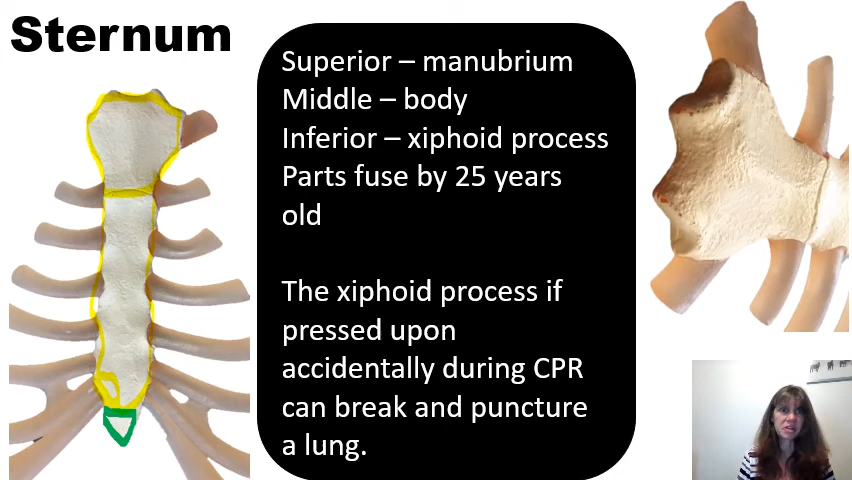 Sternum
Superior – manubrium
Middle – body
Inferior – xiphoid process
Parts fuse by 25 years
old
The xiphoid process if
pressed upon
accidentally during CPR
can break and puncture
a lung.